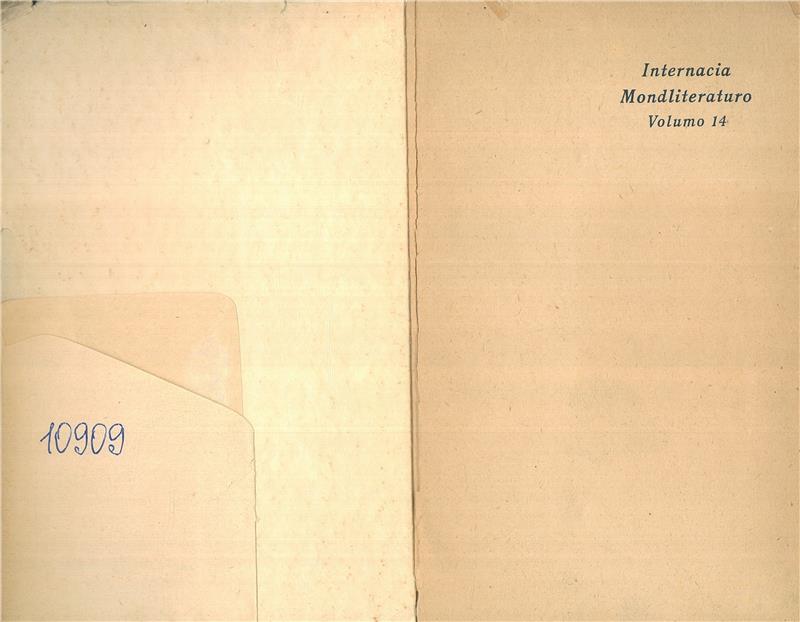 10909
Internacia
Mondliteraturo
Volumo 14